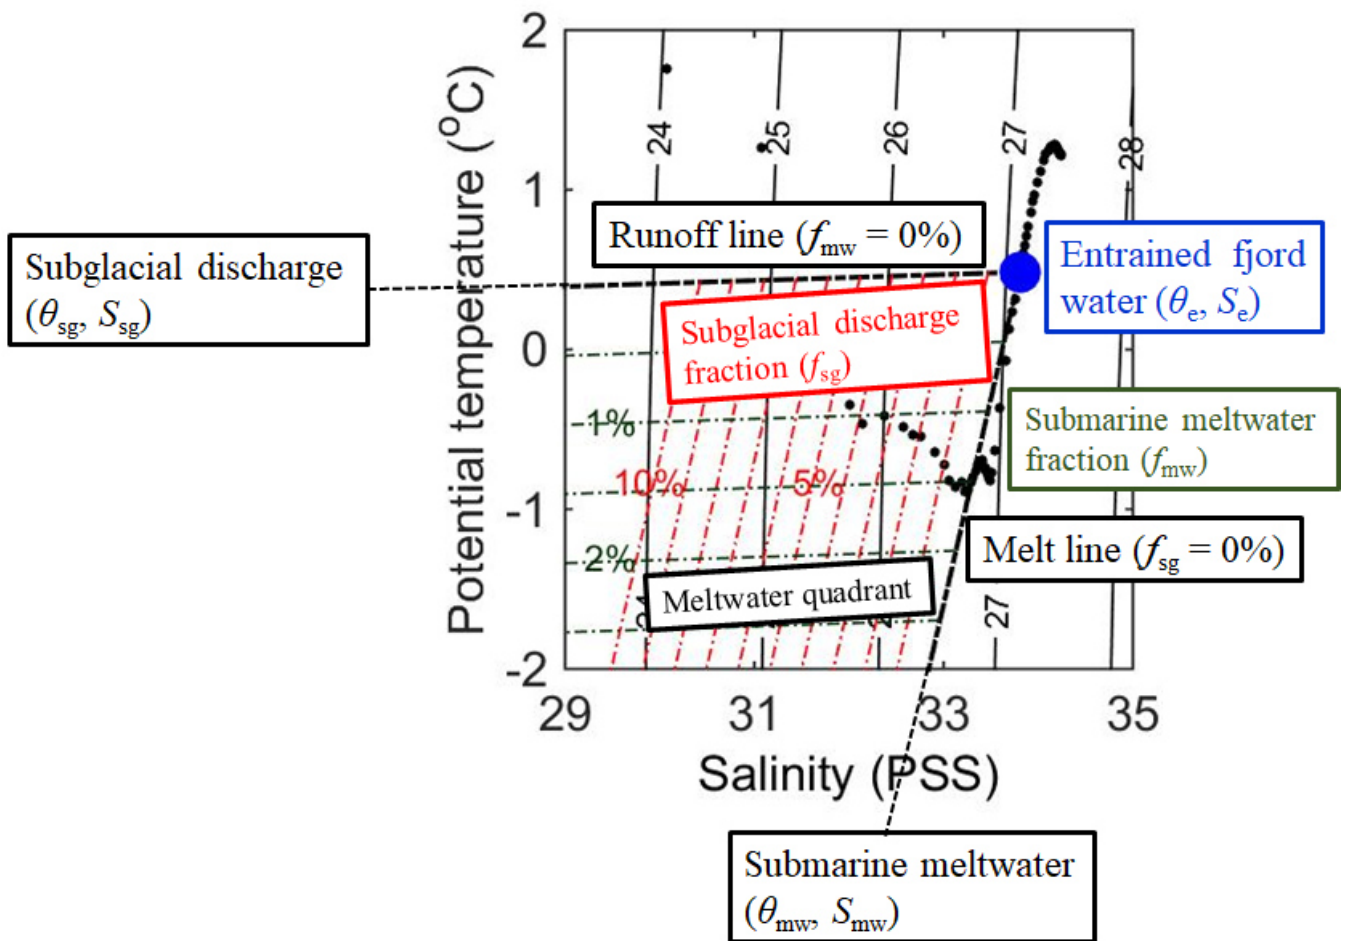 2
24
25
26
27
28
1
Runoff line (fmw = 0%)
Subglacial discharge
(θsg, Ssg)
Entrained fjord
water (θe, Se)
Subglacial discharge
fraction (fsg)
0
1%
Submarine meltwater
fraction (fmw)
10%
5%
-1
Melt line (fsg = 0%)
2%
Meltwater quadrant
27
-2
29
31
33
35
Potential temperature (oC)
Salinity (PSS)
Submarine meltwater
(θmw, Smw)